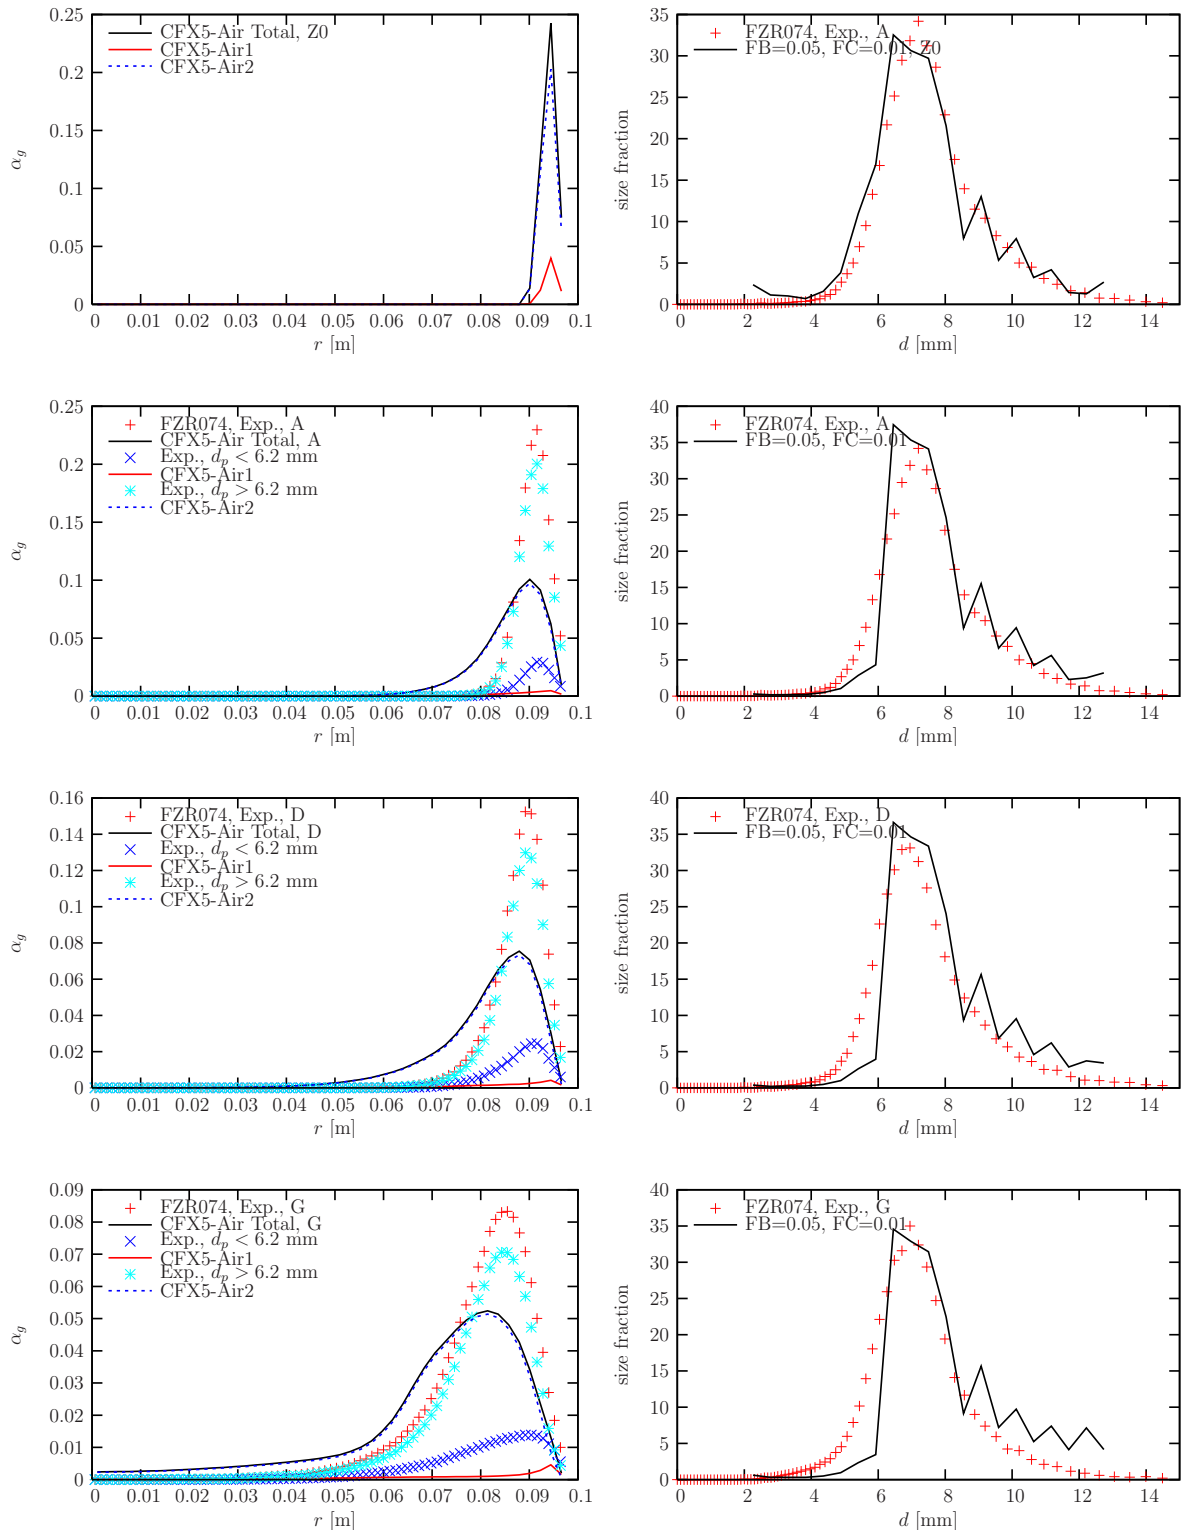 0.25
0.2
0.15
0.1
0.05
0
α_g
CFX5-Air Total, Z0
CFX5-Air1
CFX5-Air2
0 0.01 0.02 0.03 0.04 0.05 0.06 0.07 0.08 0.09 0.1
r [m]
35
30
25
20
15
10
5
0
size fraction
FZR074, Exp., A
FB=0.05, FC=0.01, Z0
0 2 4 6 8 10 12 14
d [mm]
0.25
0.2
0.15
0.1
0.05
0
α_g
FZR074, Exp., A
CFX5-Air Total, A
Exp., d_p < 6.2 mm
CFX5-Air1
Exp., d_p > 6.2 mm
CFX5-Air2
0 0.01 0.02 0.03 0.04 0.05 0.06 0.07 0.08 0.09 0.1
r [m]
40
35
30
25
20
15
10
5
0
size fraction
FZR074, Exp., A
FB=0.05, FC=0.01
0 2 4 6 8 10 12 14
d [mm]
0.16
0.14
0.12
0.1
0.08
0.06
0.04
0.02
0
α_g
FZR074, Exp., D
CFX5-Air Total, D
Exp., d_p < 6.2 mm
CFX5-Air1
Exp., d_p > 6.2 mm
CFX5-Air2
0 0.01 0.02 0.03 0.04 0.05 0.06 0.07 0.08 0.09 0.1
r [m]
40
35
30
25
20
15
10
5
0
size fraction
FZR074, Exp., D
FB=0.05, FC=0.01
0 2 4 6 8 10 12 14
d [mm]
0.09
0.08
0.07
0.06
0.05
0.04
0.03
0.02
0.01
0
α_g
FZR074, Exp., G
CFX5-Air Total, G
Exp., d_p < 6.2 mm
CFX5-Air1
Exp., d_p > 6.2 mm
CFX5-Air2
0 0.01 0.02 0.03 0.04 0.05 0.06 0.07 0.08 0.09 0.1
r [m]
40
35
30
25
20
15
10
5
0
size fraction
FZR074, Exp., G
FB=0.05, FC=0.01
0 2 4 6 8 10 12 14
d [mm]